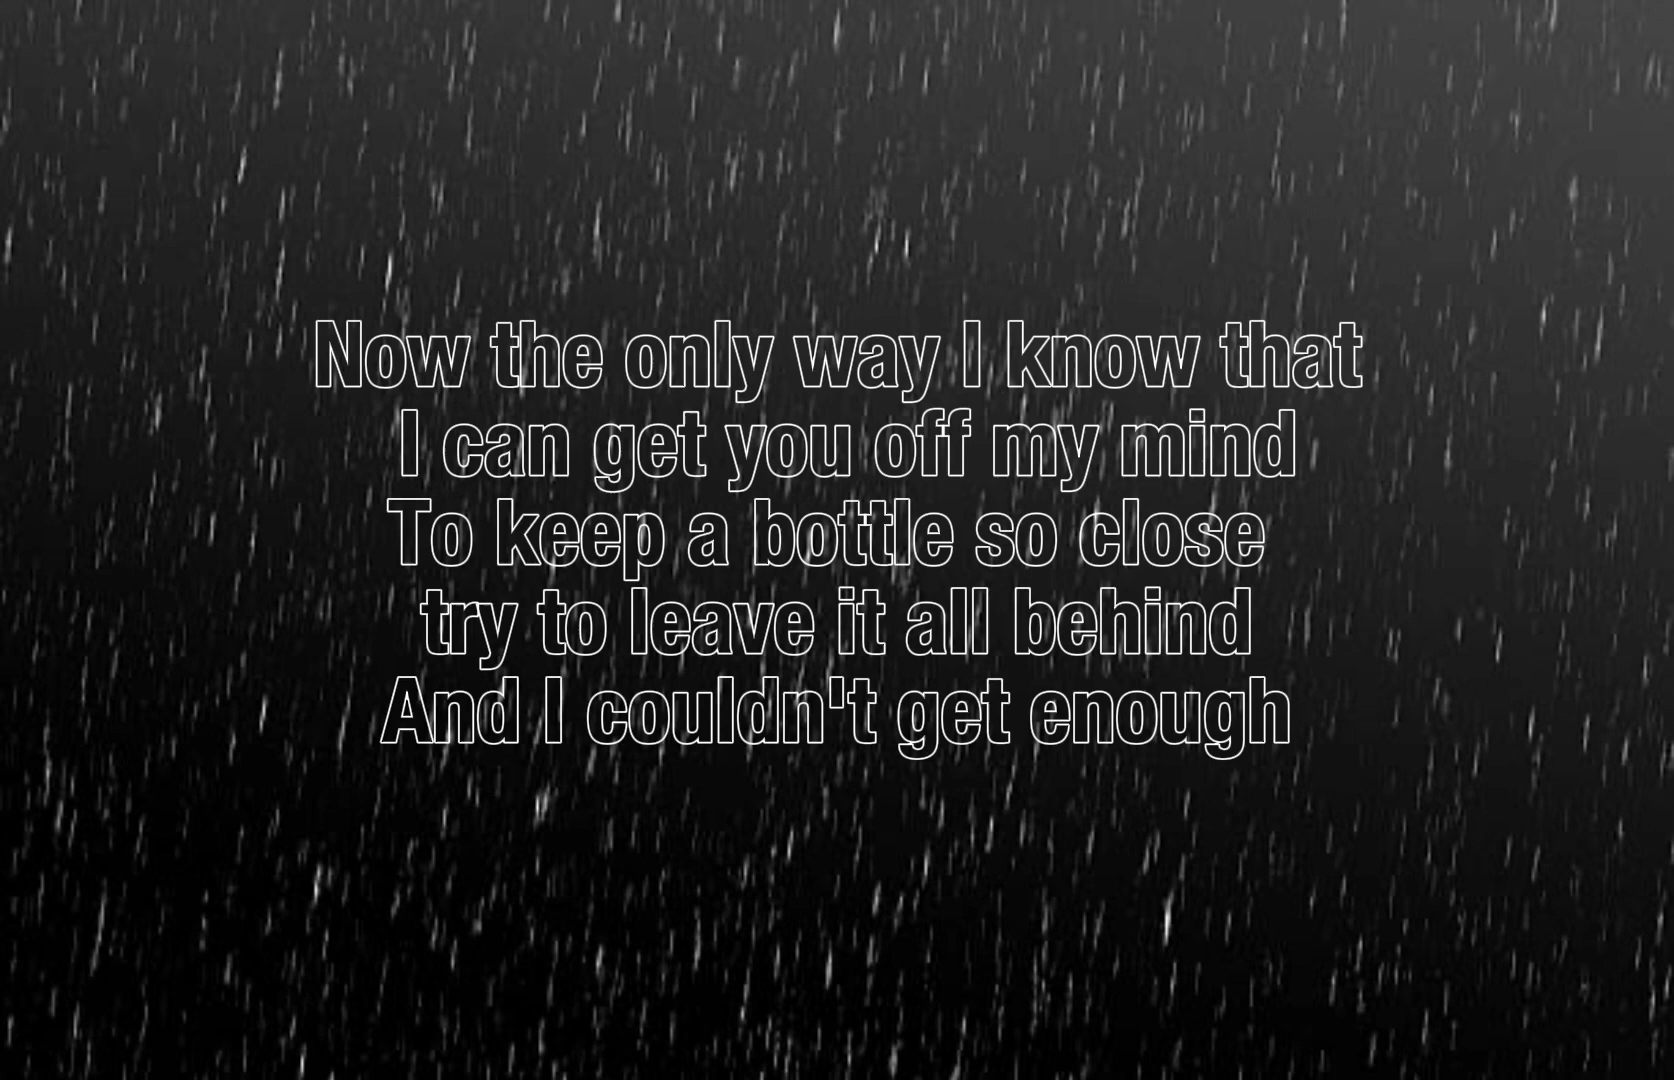 Now the only way I know that
I can get you off my mind
To keep a bottle so close
try to leave it all behind
And I couldn't get enough